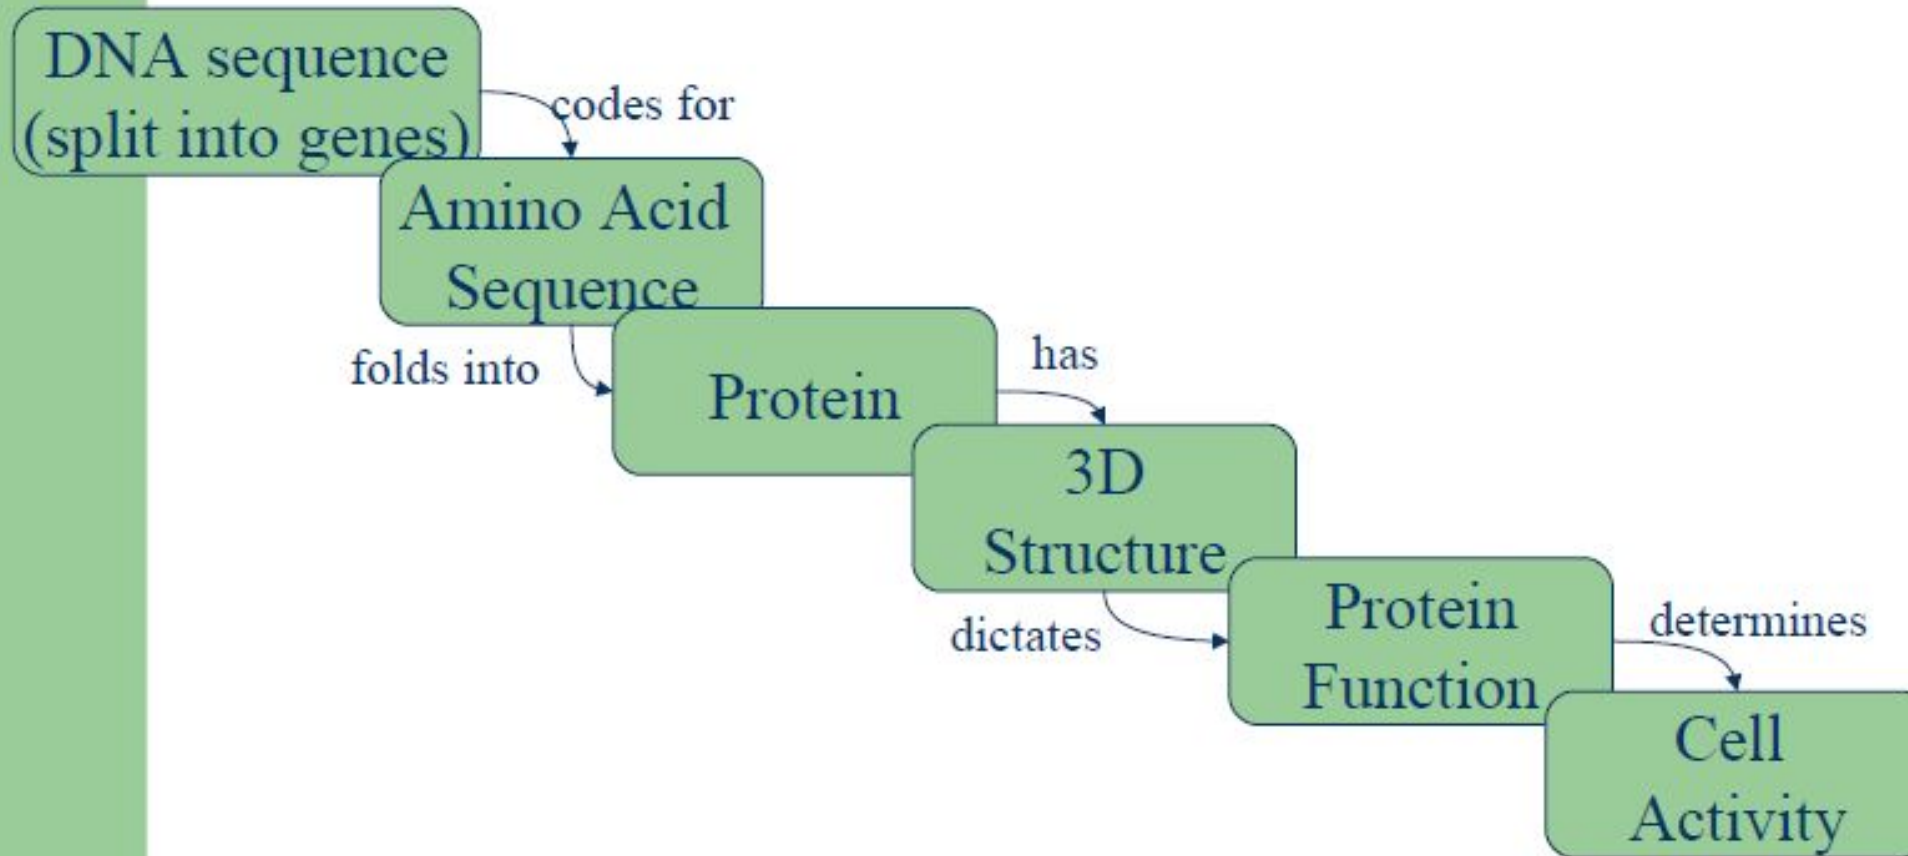 DNA sequence
(split into genes)
codes for
Amino Acid
Sequence
folds into
Protein
has
3D
Structure
dictates
Protein
Function
determines
Cell
Activity